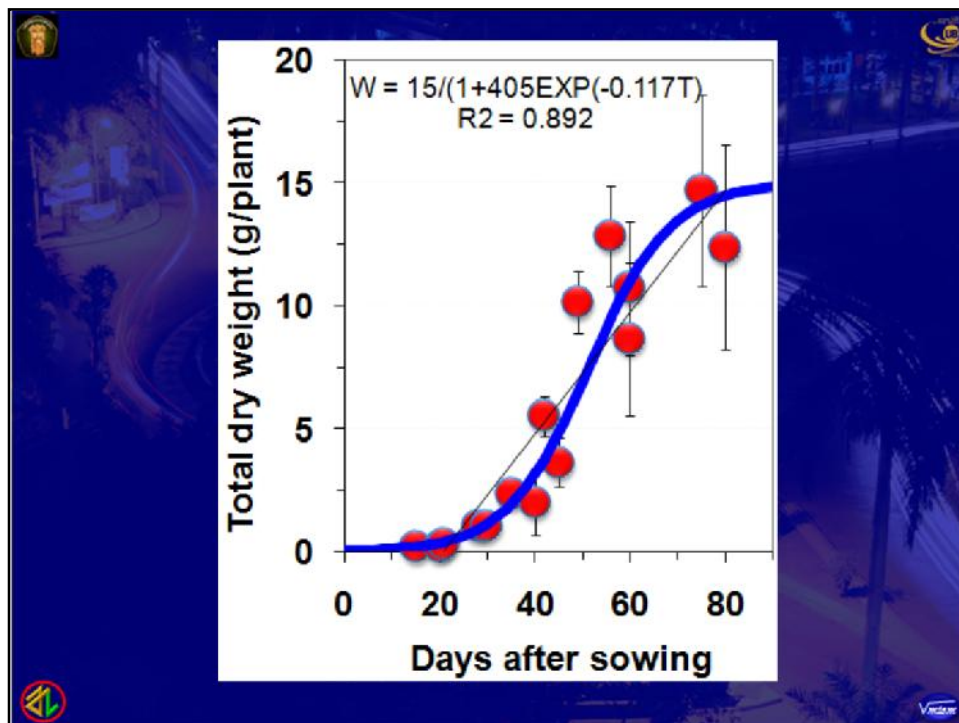 20
W = 15/(1+405EXP(-0.117T)
R2 = 0.892
15
10
5
0
Total dry weight (g/plant)
0 20 40 60 80
Days after sowing
UB